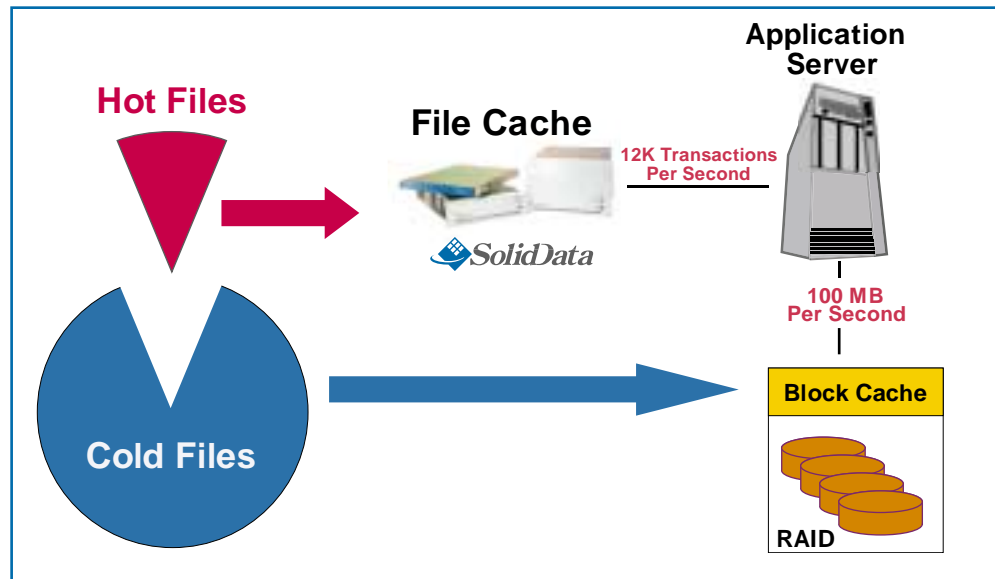 Hot Files
File Cache
SolidData
12K Transactions
Per Second
Application
Server
100 MB
Per Second
Cold Files
Block Cache
RAID